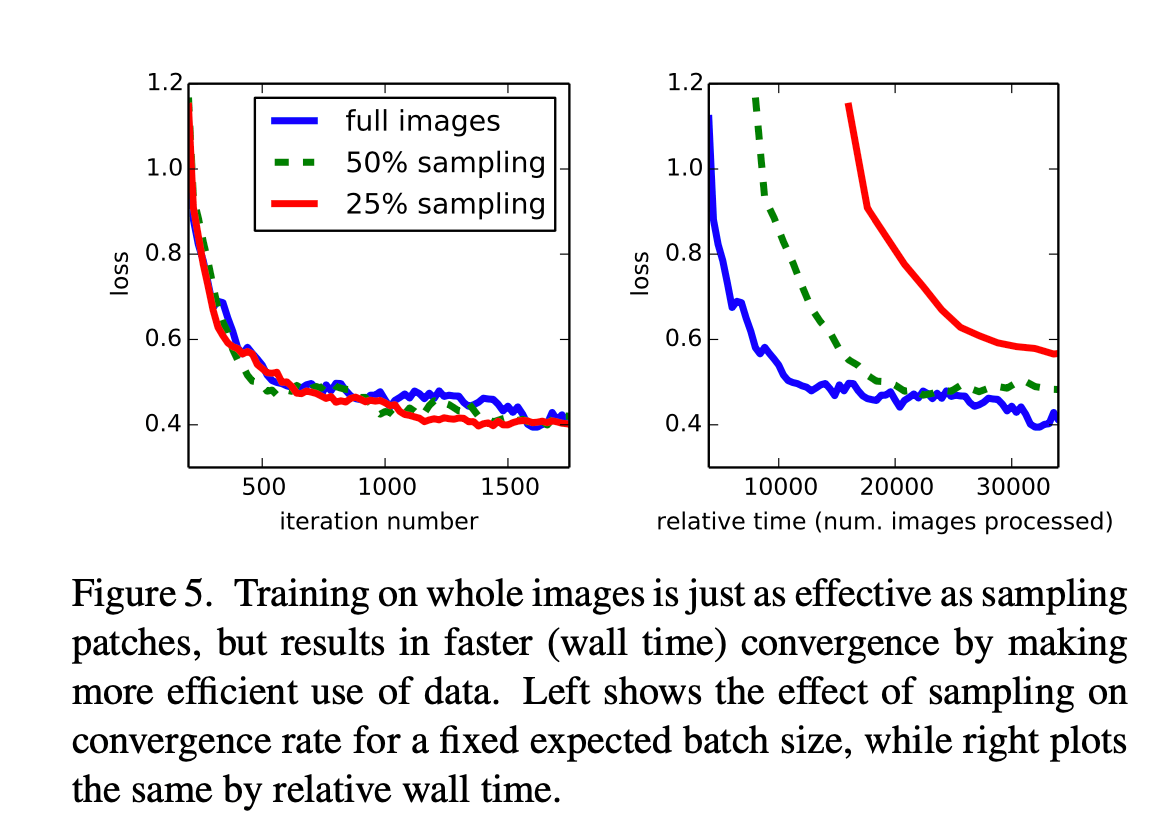 1.2
1.0
0.8
0.6
0.4
loss
full images
50% sampling
25% sampling
500 1000 1500
iteration number
1.2
1.0
0.8
0.6
0.4
loss
10000 20000 30000
relative time (num. images processed)
Figure 5. Training on whole images is just as effective as sampling
patches, but results in faster (wall time) convergence by making
more efficient use of data. Left shows the effect of sampling on
convergence rate for a fixed expected batch size, while right plots
the same by relative wall time.